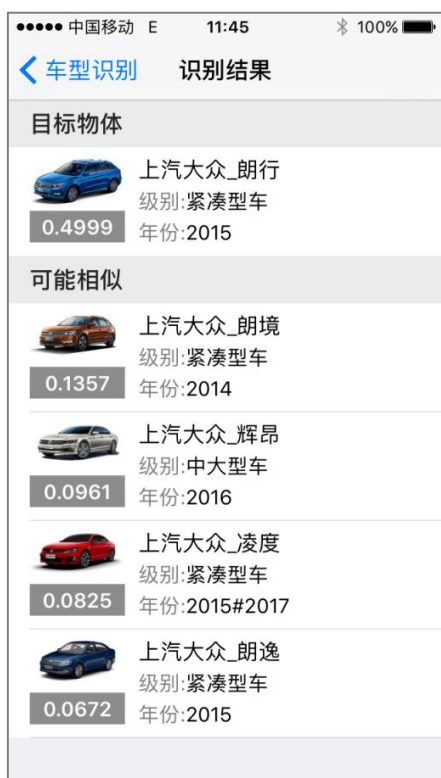 中国移动 E 11:45 100%
车型识别 识别结果
目标物体
上汽大众_朗行
级别:紧凑型车
0.4999 年份:2015
可能相似
上汽大众_朗境
级别:紧凑型车
0.1357 年份:2014
上汽大众_辉昂
级别:中大型车
0.0961 年份:2016
上汽大众_凌度
级别:紧凑型车
0.0825 年份:2015#2017
上汽大众_朗逸
级别:紧凑型车
0.0672 年份:2015